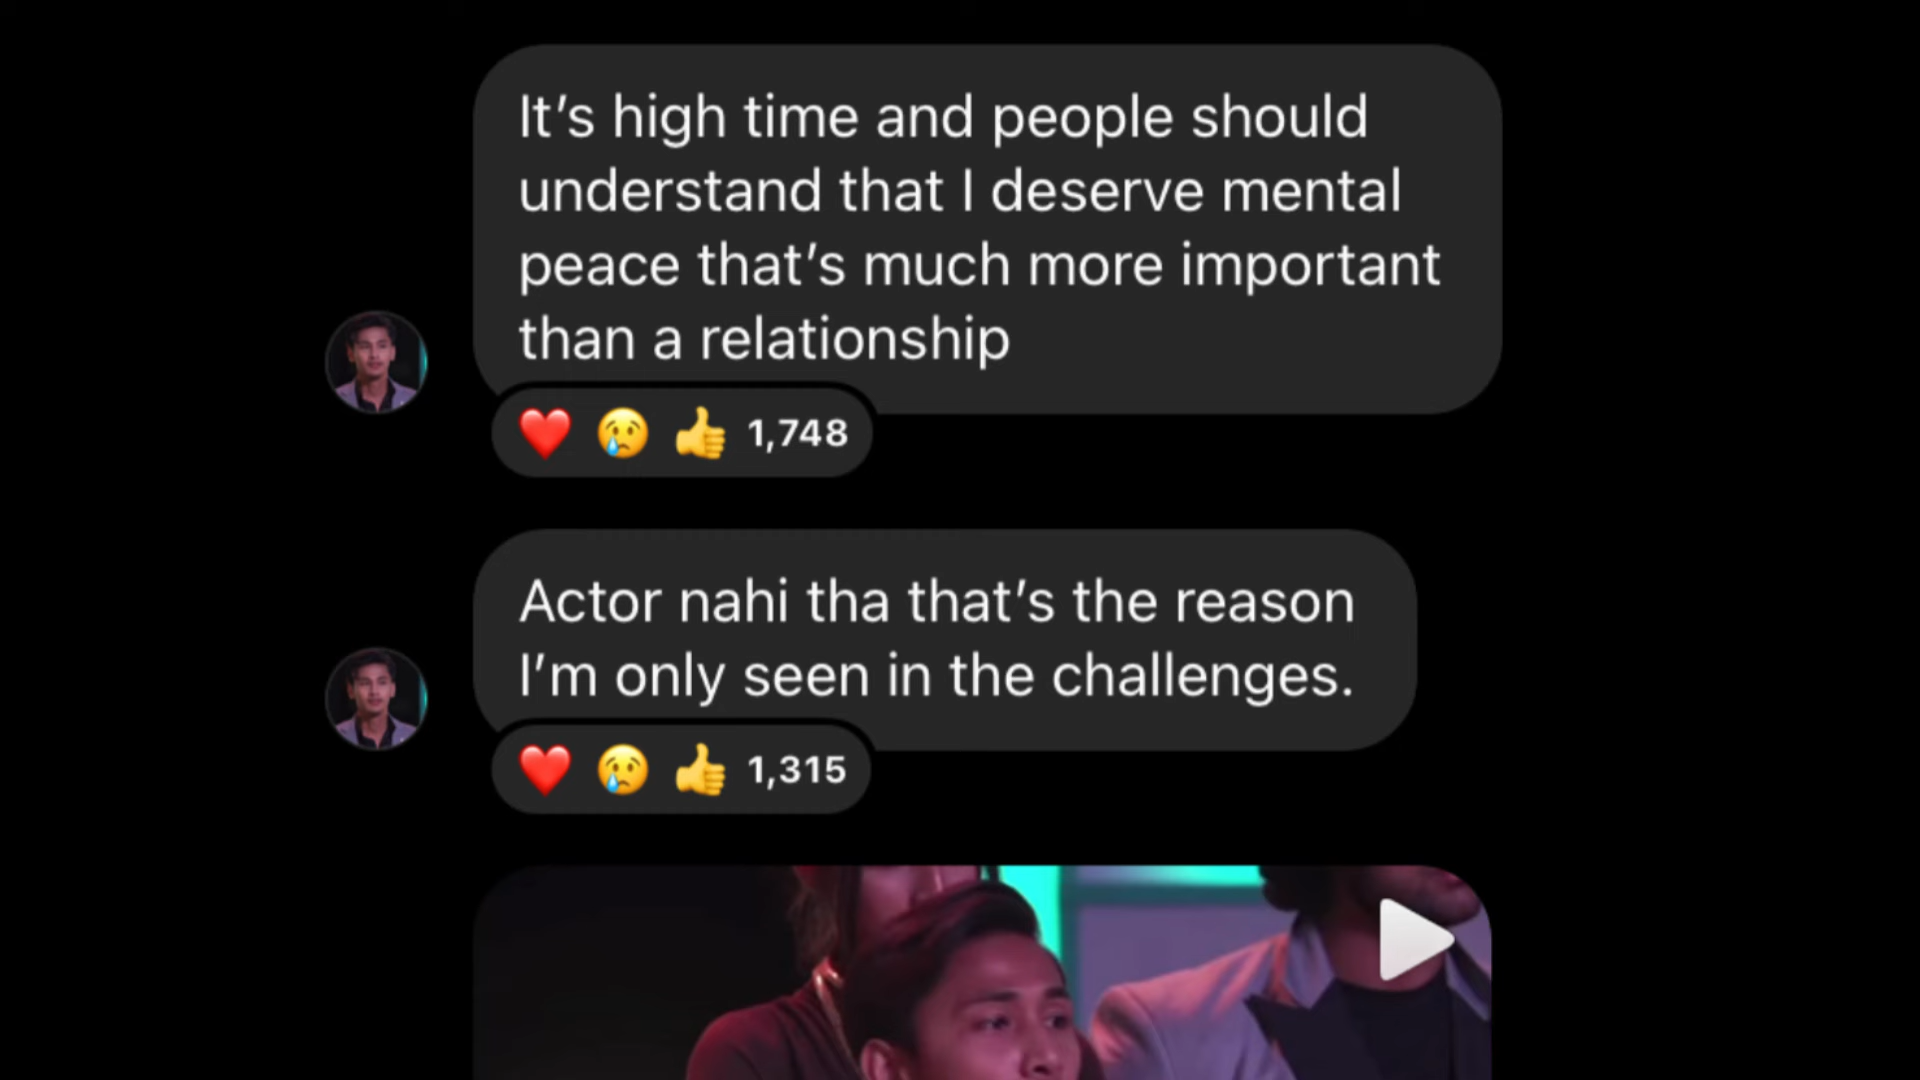 It’s high time and people should
understand that I deserve mental
peace that’s much more important
than a relationship
❤️ 😢 👍 1,748
Actor nahi tha that’s the reason
I’m only seen in the challenges.
❤️ 😢 👍 1,315